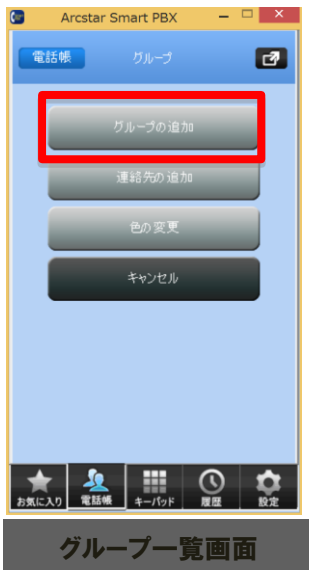 Arcstar Smart PBX
電話帳
グループ
グループの追加
連絡先の追加
色の変更
キャンセル
お気に入り
電話帳
キーパッド
履歴
設定
グループ一覧画面